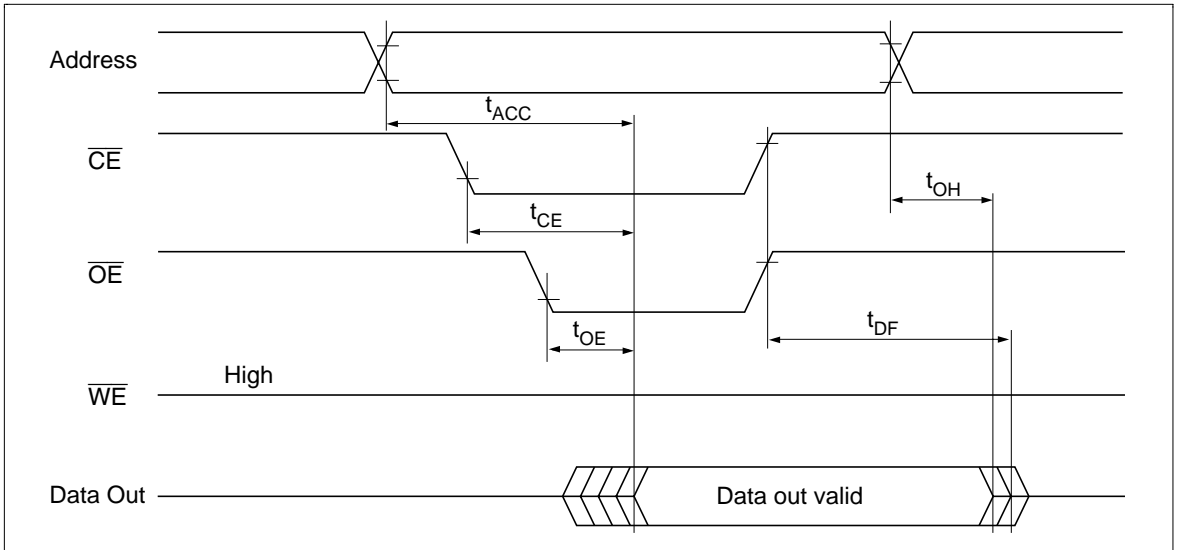 Address
tACC
CE
tOH
tCE
OE
tDF
tOE
High
WE
Data Out
Data out valid